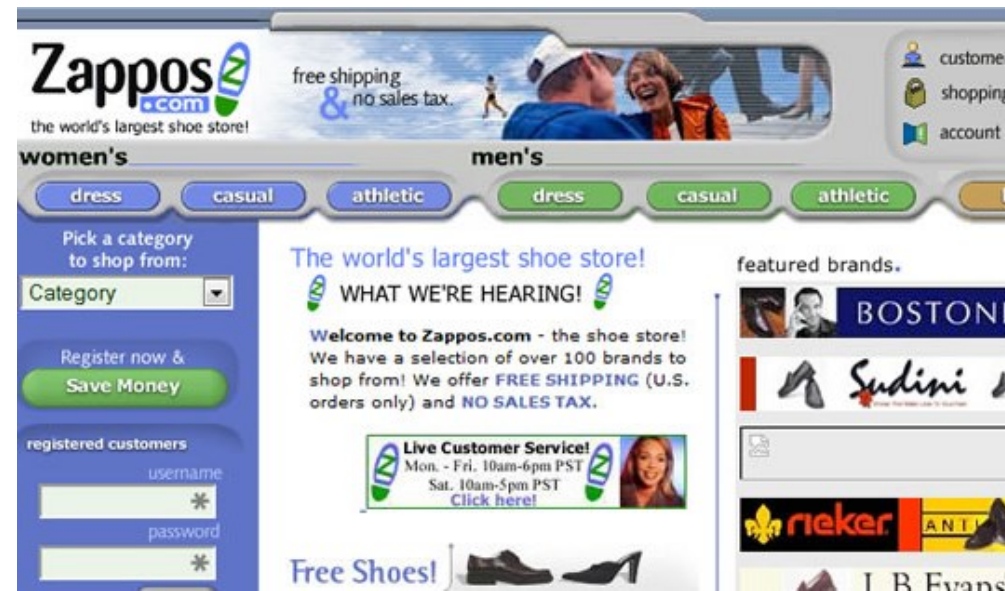 Zappos
.com
the world's largest shoe store!
free shipping
& no sales tax.
custome
shopping
account
women's
men's
dress
casual
athletic
dress
casual
athletic
Pick a category
to shop from:
Category
Register now &
Save Money
registered customers
username
password
The world's largest shoe store!
WHAT WE'RE HEARING!
Welcome to Zappos.com - the shoe store!
We have a selection of over 100 brands to
shop from! We offer FREE SHIPPING (U.S.
orders only) and NO SALES TAX.
Live Customer Service!
Mon. - Fri. 10am-6pm PST
Sat. 10am-5pm PST
Click here!
Free Shoes!
featured brands.
BOSTONI
Sudini
rieker
ANTI
J. B. Evans